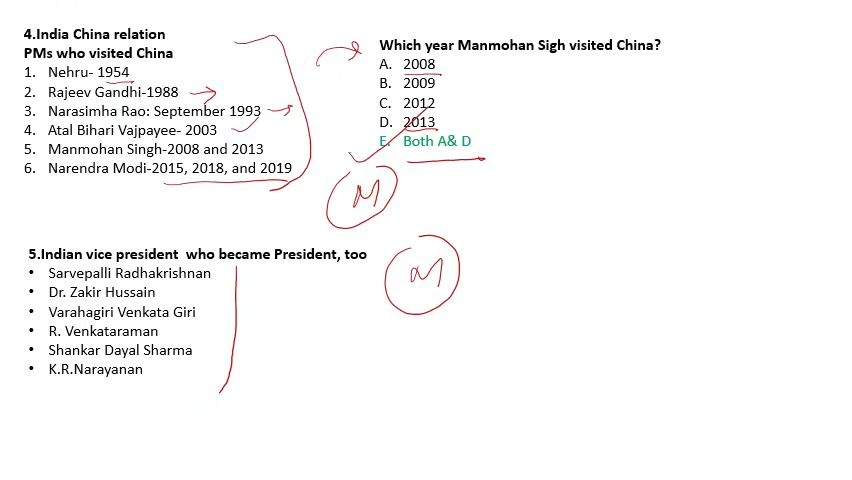 4.India China relation
PMs who visited China
1. Nehru- 1954
2. Rajeev Gandhi-1988
3. Narasimha Rao: September 1993
4. Atal Bihari Vajpayee- 2003
5. Manmohan Singh-2008 and 2013
6. Narendra Modi-2015, 2018, and 2019
Which year Manmohan Sigh visited China?
A. 2008
B. 2009
C. 2012
D. 2013
E. Both A& D
M
5.Indian vice president who became President, too
• Sarvepalli Radhakrishnan
• Dr. Zakir Hussain
• Varahagiri Venkata Giri
• R. Venkataraman
• Shankar Dayal Sharma
• K.R.Narayanan
M